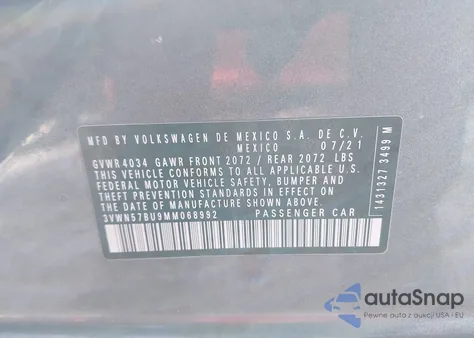 MFD. BY VOLKSWAGEN DE MEXICO S.A. DE C.V.
MEXICO 07/21
GVWR 4034 GAWR FRONT 2072 / REAR 2072 LBS
THIS VEHICLE CONFORMS TO ALL APPLICABLE U.S.
FEDERAL MOTOR VEHICLE SAFETY, BUMPER AND
THEFT PREVENTION STANDARDS IN EFFECT ON
THE DATE OF MANUFACTURE SHOWN ABOVE
3VWN57BU9MM068992 PASSENGER CAR
1431327 3499 M
autoSnap
Pewne auta z aukcji USA i EU